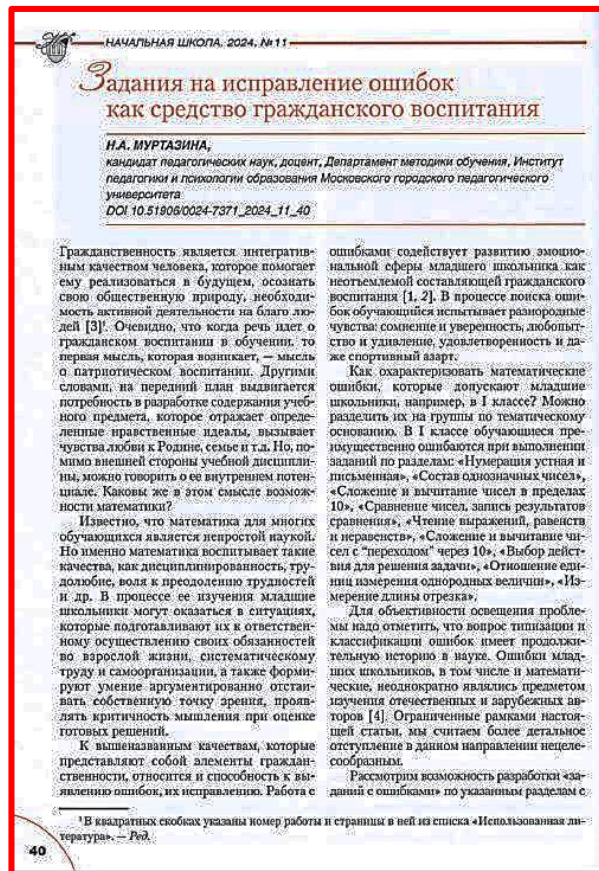 НАЧАЛЬНАЯ ШКОЛА. 2024. №11
Задания на исправление ошибок
как средство гражданского воспитания
Н.А. МУРТАЗИНА,
кандидат педагогических наук, доцент, Департамент методики обучения, Институт
педагогики и психологии образования Московского городского педагогического
университета
DOI 10.51906/0024-7371_2024_11_40
Гражданственность является интегратив-
ным качеством человека, которое помогает
ему реализоваться в будущем, осознать
свою общественную природу, необходи-
мость активной деятельности на благо лю-
дей [3]¹. Очевидно, что когда речь идет о
гражданском воспитании в обучении, то
первая мысль, которая возникает, — мысль
о патриотическом воспитании. Другими
словами, на передний план выдвигается
потребность в разработке содержания учеб-
ного предмета, которое отражает опреде-
ленные нравственные идеалы, вызывает
чувства любви к Родине, семье и т.д. Но, по-
мимо внешней стороны учебной дисципли-
ны, можно говорить о ее внутреннем потен-
циале. Каковы же в этом смысле возмож-
ности математики?
Известно, что математика для многих
обучающихся является непростой наукой.
Но именно математика воспитывает такие
качества, как дисциплинированность, тру-
долюбие, воля к преодолению трудностей
и др. В процессе ее изучения младшие
школьники могут оказаться в ситуациях,
которые подготавливают их к ответствен-
ному осуществлению своих обязанностей
во взрослой жизни, систематическому
труду и самоорганизации, а также форми-
руют умение аргументированно отстаи-
вать собственную точку зрения, прояв-
лять критичность мышления при оценке
готовых решений.
К вышеназванным качествам, которые
представляют собой элементы граждан-
ственности, относится и способность к вы-
явлению ошибок, их исправлению. Работа с
ошибками содействует развитию эмоцио-
нальной сферы младшего школьника как
неотъемлемой составляющей гражданского
воспитания [1, 2]. В процессе поиска оши-
бок обучающийся испытывает разнородные
чувства: сомнение и уверенность, любопыт-
ство и удивление, удовлетворенность и да-
же спортивный азарт.
Как охарактеризовать математические
ошибки, которые допускают младшие
школьники, например, в I классе? Можно
разделить их на группы по тематическому
основанию. В I классе обучающиеся пре-
имущественно ошибаются при выполнении
заданий по разделам: «Нумерация устная и
письменная», «Состав однозначных чисел»,
«Сложение и вычитание чисел в пределах
10», «Сравнение чисел, запись результатов
сравнения», «Чтение выражений, равенств
и неравенств», «Сложение и вычитание чи-
сел с "переходом" через 10», «Выбор дейст-
вия для решения задачи», «Отношение еди-
ниц измерения однородных величин», «Из-
мерение длины отрезка».
Для объективности освещения пробле-
мы надо отметить, что вопрос типизации и
классификации ошибок имеет продолжи-
тельную историю в науке. Ошибки млад-
ших школьников, в том числе и математи-
ческие, неоднократно являлись предметом
изучения отечественных и зарубежных ав-
торов [4]. Ограниченные рамками настоя-
щей статьи, мы считаем более детальное
отступление в данном направлении нецеле-
сообразным.
Рассмотрим возможность разработки «за-
даний с ошибками» по указанным разделам с
¹В квадратных скобках указаны номер работы и страницы в ней из списка «Использованная ли-
тература». — Ред.
40